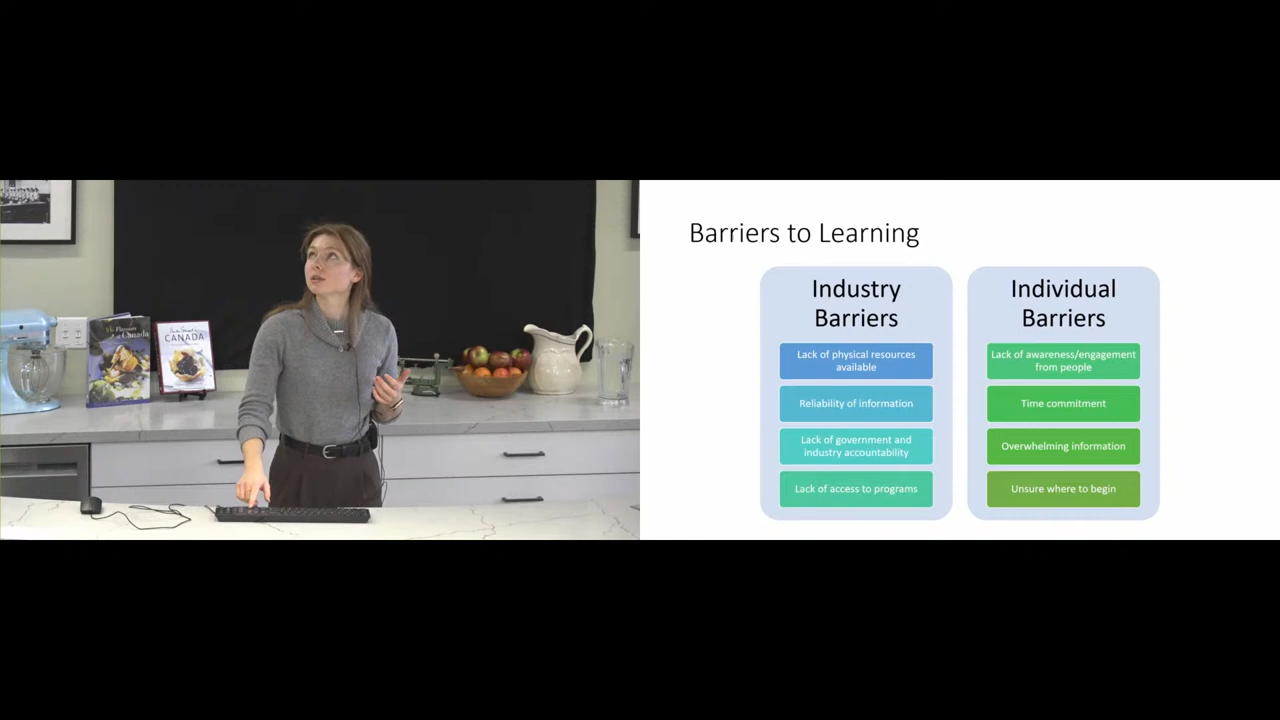 Flavours
Canada
CANADA
Barriers to Learning
Industry
Barriers
Lack of physical resources
available
Reliability of information
Lack of government and
industry accountability
Lack of access to programs
Individual
Barriers
Lack of awareness/engagement
from people
Time commitment
Overwhelming information
Unsure where to begin